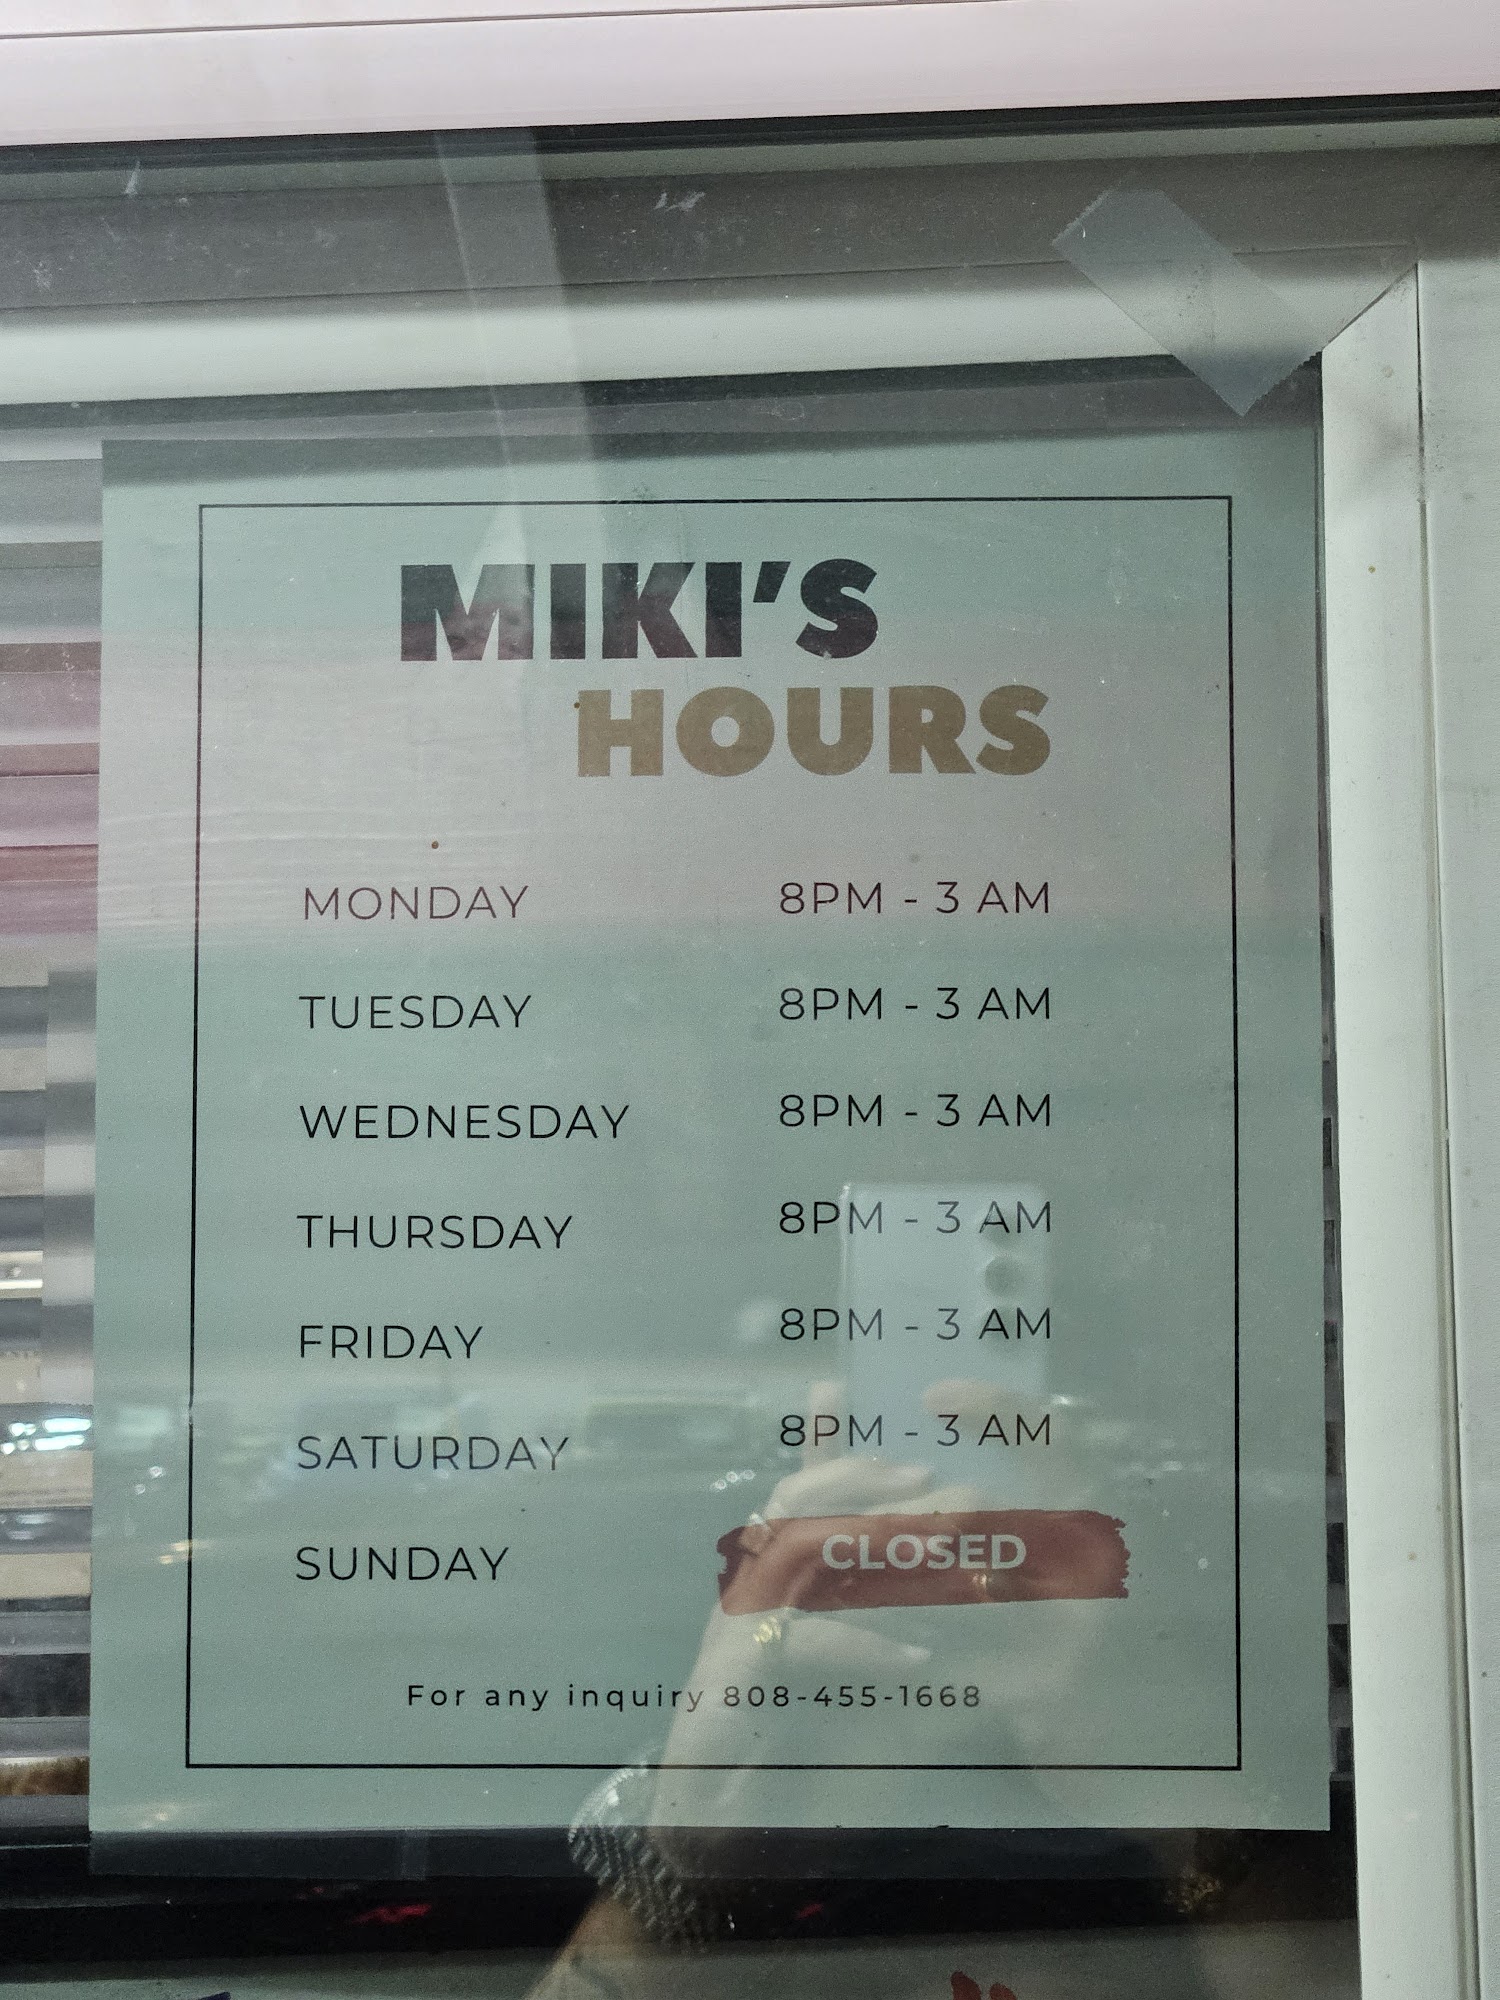 MIKI'S
HOURS
MONDAY 8PM - 3 AM
TUESDAY 8PM - 3 AM
WEDNESDAY 8PM - 3 AM
THURSDAY 8PM - 3 AM
FRIDAY 8PM - 3 AM
SATURDAY 8PM - 3 AM
SUNDAY CLOSED
For any inquiry 808-455-1668